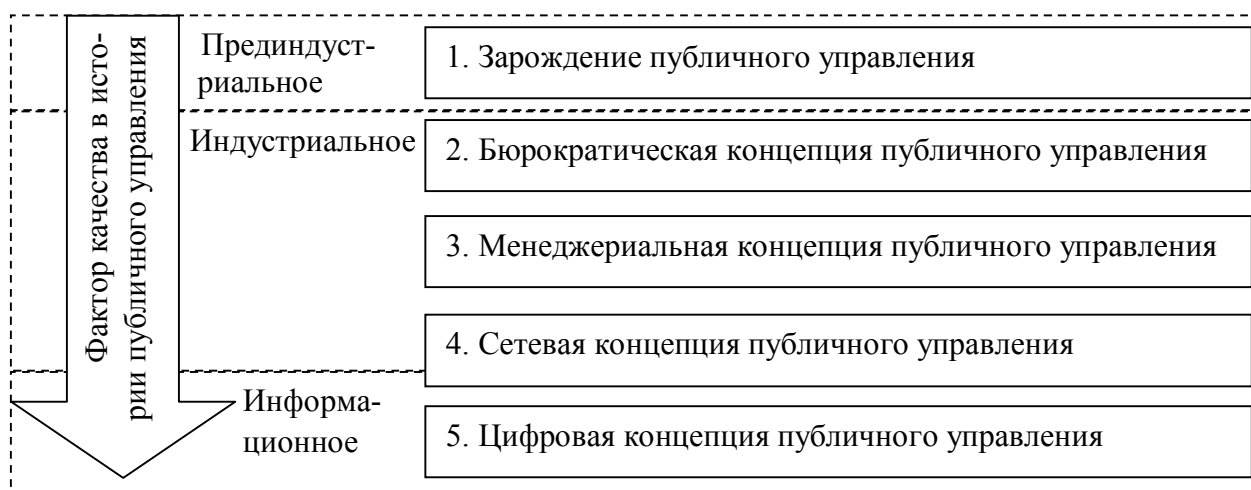 Фактор качества в исто-
рии публичного управления
Прединдуст-
риальное
1. Зарождение публичного управления
Индустриальное
2. Бюрократическая концепция публичного управления
3. Менеджериальная концепция публичного управления
4. Сетевая концепция публичного управления
Информа-
ционное
5. Цифровая концепция публичного управления